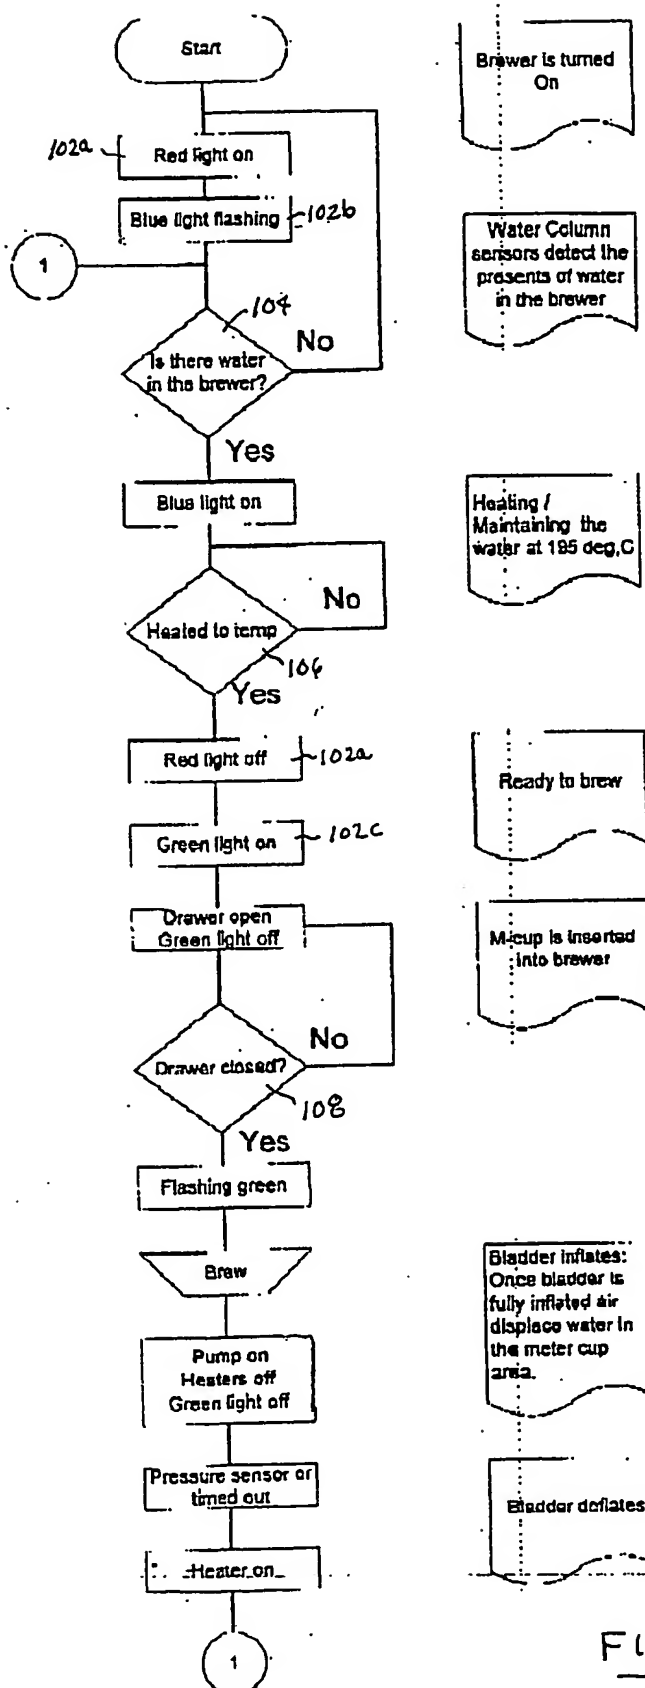 Start
Brewer is turned
On
102a
Red light on
Blue light flashing
102b
1
Water Column
sensors detect the
presents of water
in the brewer
104
No
Is there water
in the brewer?
Yes
Blue light on
Heating /
Maintaining the
water at 195 deg,C
No
Heated to temp
106
Yes
Red light off
102a
Ready to brew
Green light on
102c
Drawer open
Green light off
M-cup is inserted
into brewer
No
Drawer closed?
108
Yes
Flashing green
Brew
Bladder inflates:
Once bladder is
fully inflated air
displace water in
the meter cup
area.
Pump on
Heaters off
Green light off
Pressure sensor or
timed out
Bladder deflates
Heater on
1